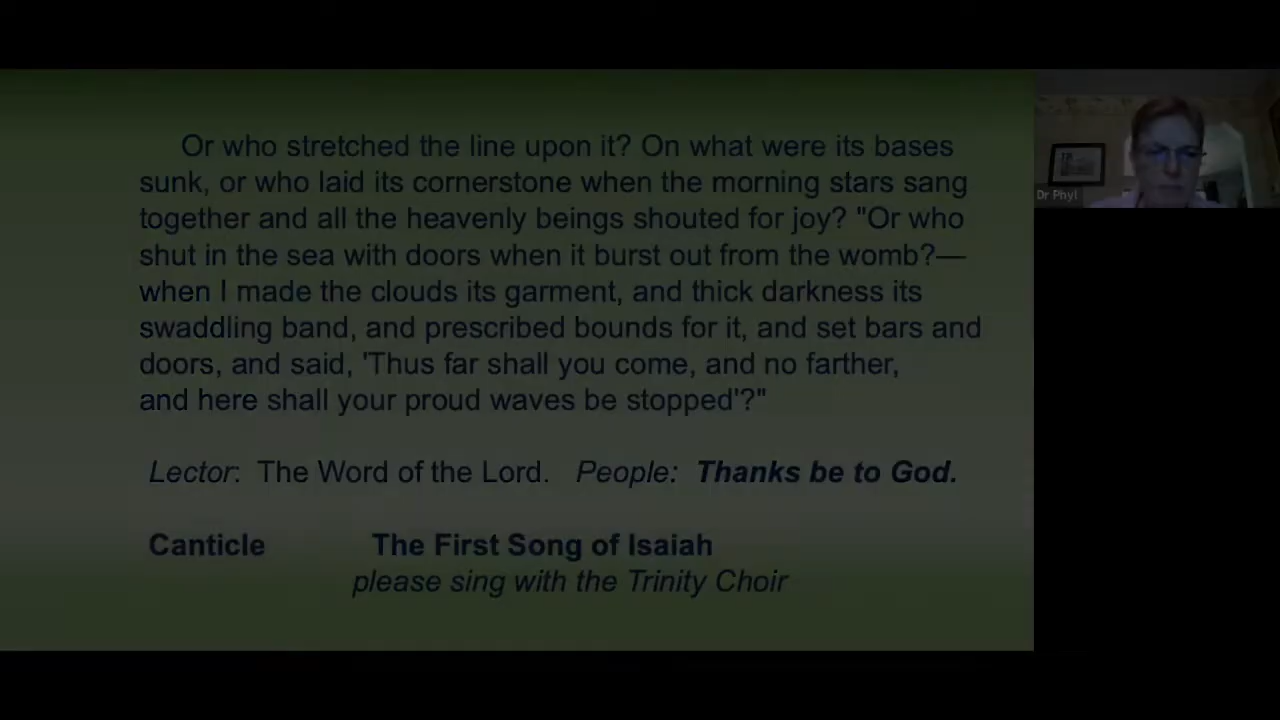 Or who stretched the line upon it? On what were its bases
sunk, or who laid its cornerstone when the morning stars sang
together and all the heavenly beings shouted for joy? "Or who
shut in the sea with doors when it burst out from the womb?—
when I made the clouds its garment, and thick darkness its
swaddling band, and prescribed bounds for it, and set bars and
doors, and said, 'Thus far shall you come, and no farther,
and here shall your proud waves be stopped'?"
Lector: The Word of the Lord. People: Thanks be to God.
Canticle The First Song of Isaiah
please sing with the Trinity Choir
Dr Phyl